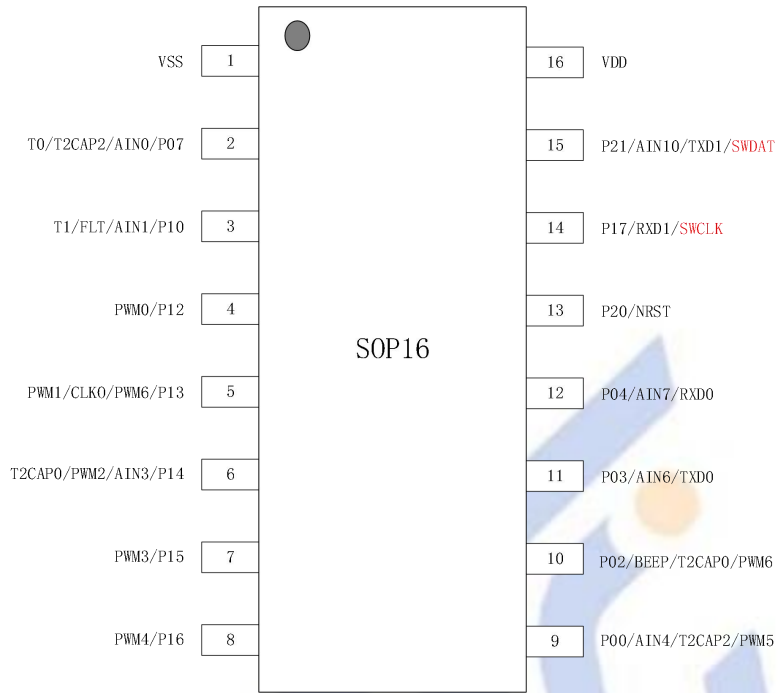 VSS 1 16 VDD
T0/T2CAP2/AIN0/P07 2 15 P21/AIN10/TXD1/SWDAT
T1/FLT/AIN1/P10 3 14 P17/RXD1/SWCLK
PWM0/P12 4 13 P20/NRST
SOP16
PWM1/CLKO/PWM6/P13 5 12 P04/AIN7/RXD0
T2CAP0/PWM2/AIN3/P14 6 11 P03/AIN6/TXD0
PWM3/P15 7 10 P02/BEEP/T2CAP0/PWM6
PWM4/P16 8 9 P00/AIN4/T2CAP2/PWM5